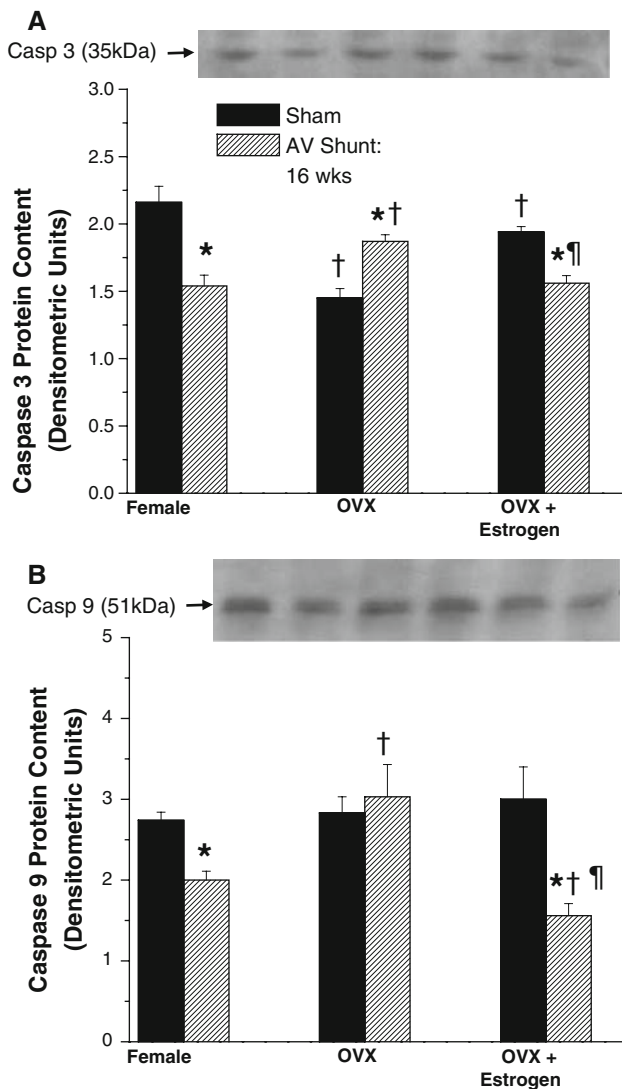 A
Casp 3 (35kDa)
3.0
2.5
2.0
1.5
1.0
0.5
0.0
Caspase 3 Protein Content
(Densitometric Units)
Sham
AV Shunt:
16 wks
*
†
*†
†
*¶
Female
OVX
OVX +
Estrogen
B
Casp 9 (51kDa)
5
4
3
2
1
0
Caspase 9 Protein Content
(Densitometric Units)
*
†
*† ¶
Female
OVX
OVX +
Estrogen